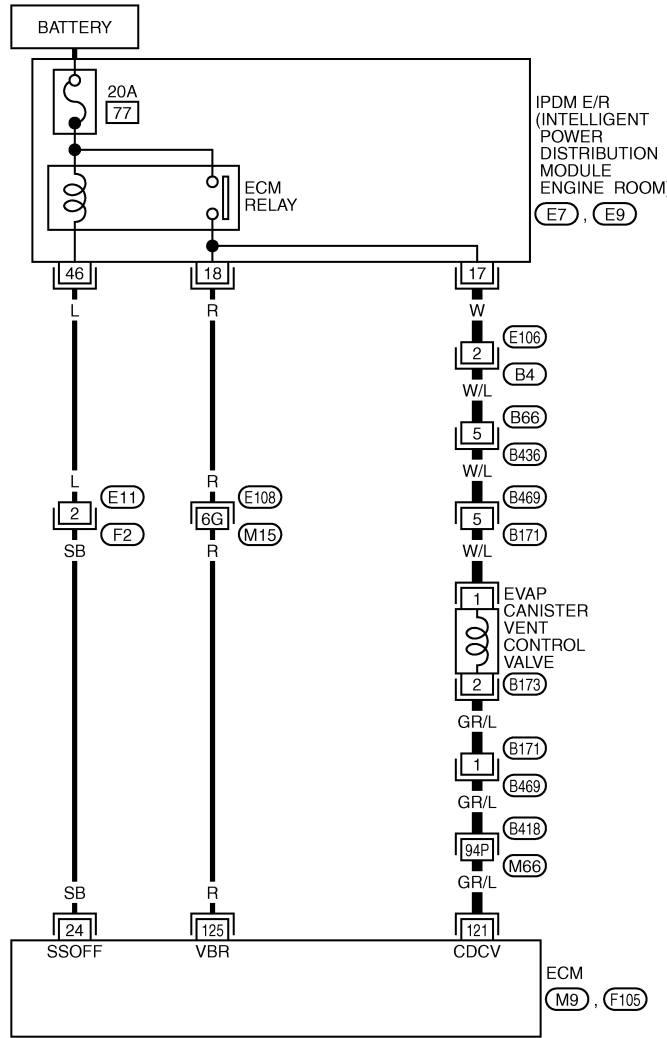 BATTERY
20A
77
IPDM E/R
(INTELLIGENT
POWER
DISTRIBUTION
MODULE
ENGINE ROOM)
E7 , E9
ECM
RELAY
46 18 17
L R W
E106
2
B4
W/L
B66
5
B436
W/L
L R
E11 E108 B469
2 6G 5
F2 M15 B171
SB R W/L
1
EVAP
CANISTER
VENT
CONTROL
VALVE
2 B173
GR/L
B171
1
B469
GR/L
B418
94P
M66
GR/L
SB R
24 125 121
SSOFF VBR CDCV
ECM
M9 , F105